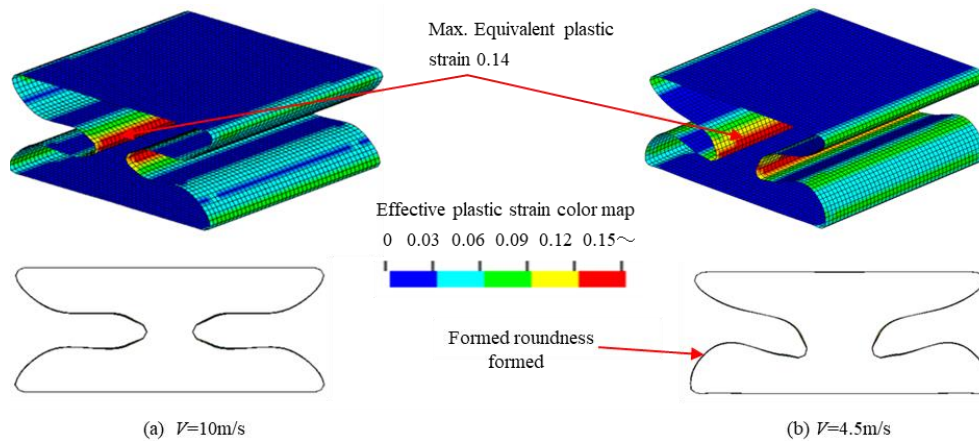 Max. Equivalent plastic
strain 0.14
Effective plastic strain color map
0 0.03 0.06 0.09 0.12 0.15～
Formed roundness
formed
(a) V=10m/s
(b) V=4.5m/s